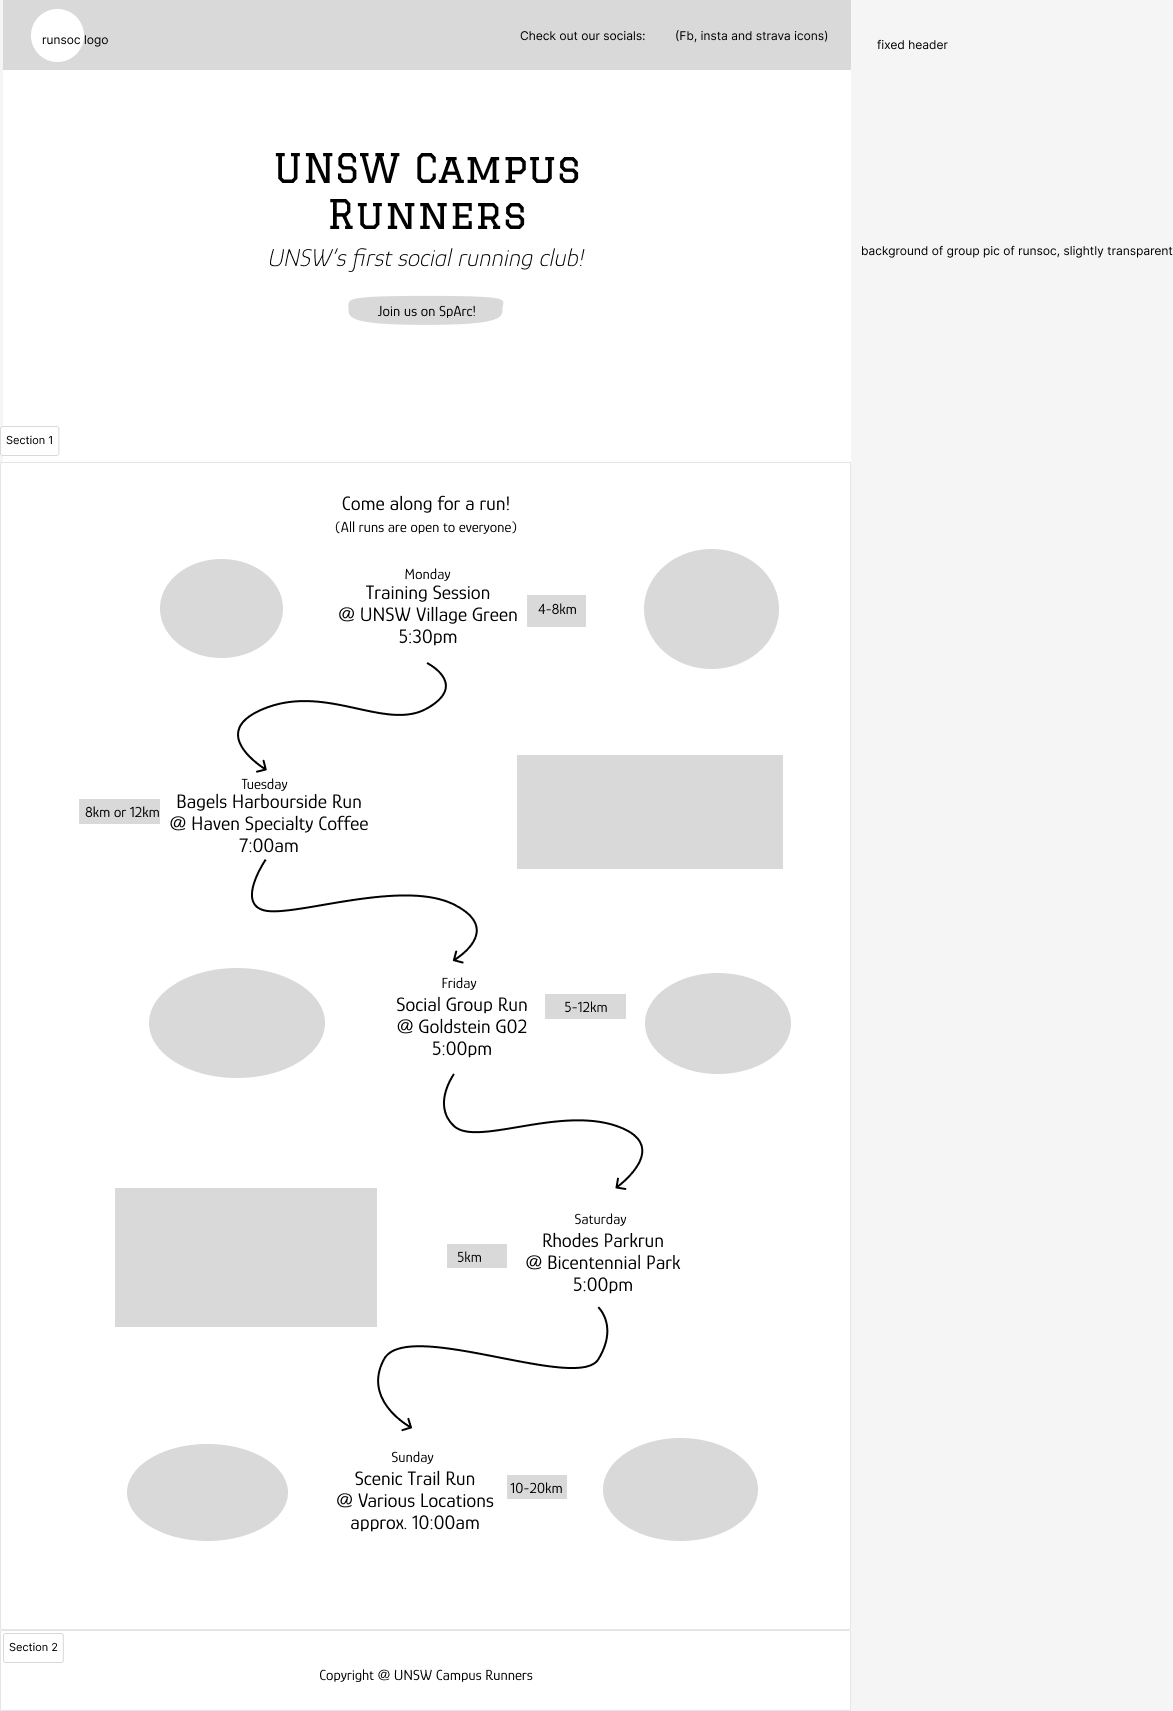 runsoc logo
Check out our socials:
(Fb, insta and strava icons)
fixed header
UNSW Campus
Runners
UNSW's first social running club!
background of group pic of runsoc, slightly transparent
Join us on SpArc!
Section 1
Come along for a run!
(All runs are open to everyone)
Monday
Training Session
@ UNSW Village Green
5:30pm
4-8km
Tuesday
Bagels Harbourside Run
@ Haven Specialty Coffee
7:00am
8km or 12km
Friday
Social Group Run
@ Goldstein G02
5:00pm
5-12km
Saturday
Rhodes Parkrun
@ Bicentennial Park
5:00pm
5km
Sunday
Scenic Trail Run
@ Various Locations
approx. 10:00am
10-20km
Section 2
Copyright @ UNSW Campus Runners